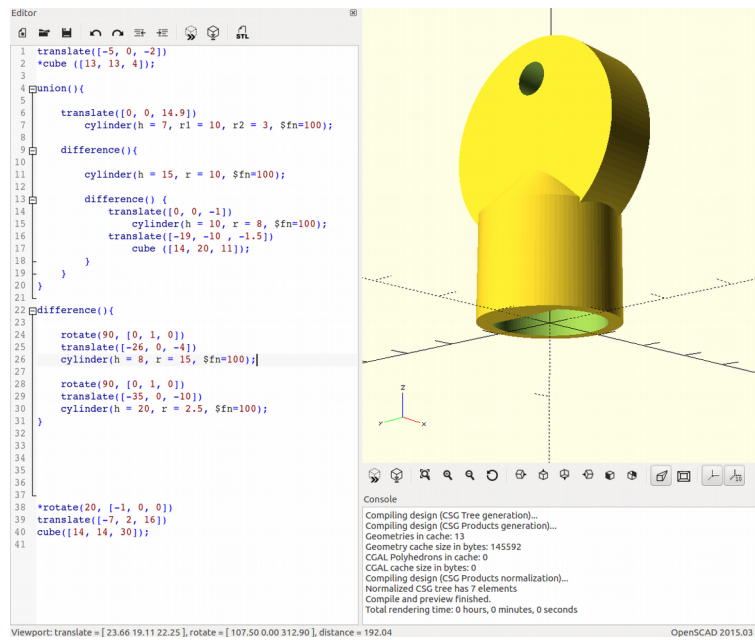 Editor
STL
1 translate([-5, 0, -2])
2 *cube ([13, 13, 4]);
3
4 union(){
5
6 translate([0, 0, 14.9])
7 cylinder(h = 7, r1 = 10, r2 = 3, $fn=100);
8
9 difference(){
10
11 cylinder(h = 15, r = 10, $fn=100);
12
13 difference() {
14 translate([0, 0, -1])
15 cylinder(h = 10, r = 8, $fn=100);
16 translate([-19, -10 , -1.5])
17 cube ([14, 20, 11]);
18 }
19 }
20 }
21
22 difference(){
23
24 rotate(90, [0, 1, 0])
25 translate([-26, 0, -4])
26 cylinder(h = 8, r = 15, $fn=100);
27
28 rotate(90, [0, 1, 0])
29 translate([-35, 0, -10])
30 cylinder(h = 20, r = 2.5, $fn=100);
31 }
32
33
34
35
36
37
38 *rotate(20, [-1, 0, 0])
39 translate([-7, 2, 16])
40 cube([14, 14, 30]);
41
z
y
x
10
Console
Compiling design (CSG Tree generation)...
Compiling design (CSG Products generation)...
Geometries in cache: 13
Geometry cache size in bytes: 145592
CGAL Polyhedrons in cache: 0
CGAL cache size in bytes: 0
Compiling design (CSG Products normalization)...
Normalized CSG tree has 7 elements
Compile and preview finished.
Total rendering time: 0 hours, 0 minutes, 0 seconds
Viewport: translate = [ 23.66 19.11 22.25 ], rotate = [ 107.50 0.00 312.90 ], distance = 192.04
OpenSCAD 2015.03